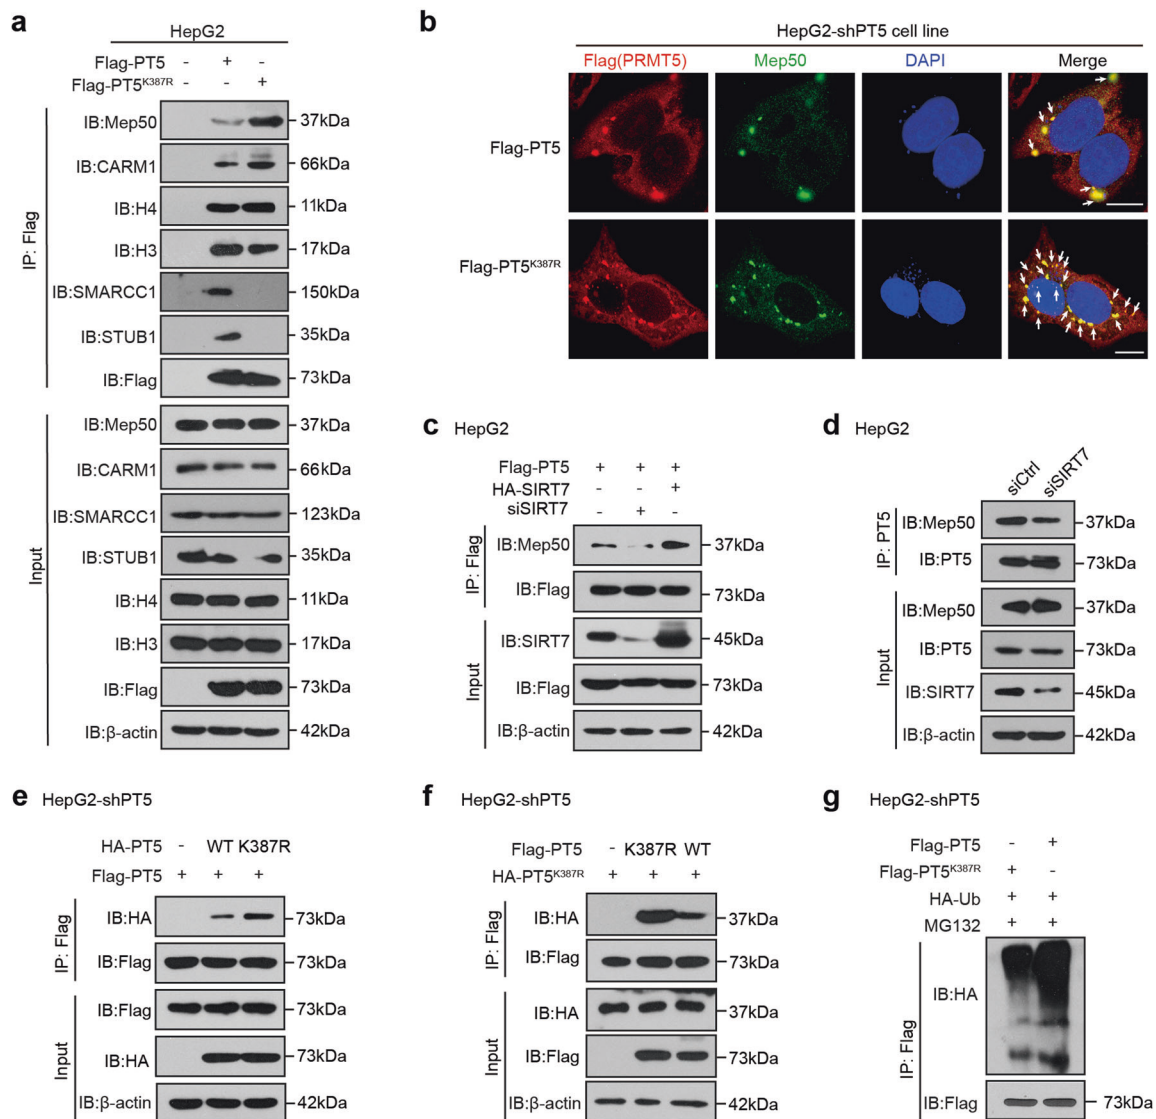 a
HepG2
Flag-PT5 - + -
Flag-PT5K387R - - +
IP: Flag
IB:Mep50 37kDa
IB:CARM1 66kDa
IB:H4 11kDa
IB:H3 17kDa
IB:SMARCC1 150kDa
IB:STUB1 35kDa
IB:Flag 73kDa
Input
IB:Mep50 37kDa
IB:CARM1 66kDa
IB:SMARCC1 123kDa
IB:STUB1 35kDa
IB:H4 11kDa
IB:H3 17kDa
IB:Flag 73kDa
IB:β-actin 42kDa
b
HepG2-shPT5 cell line
Flag(PRMT5) Mep50 DAPI Merge
Flag-PT5
Flag-PT5K387R
c HepG2
Flag-PT5 + + +
HA-SIRT7 - - +
siSIRT7 - + -
IP: Flag
IB:Mep50 37kDa
IB:Flag 73kDa
Input
IB:SIRT7 45kDa
IB:Flag 73kDa
IB:β-actin 42kDa
d HepG2
siCtrl siSIRT7
IP: PT5
IB:Mep50 37kDa
IB:PT5 73kDa
Input
IB:Mep50 37kDa
IB:PT5 73kDa
IB:SIRT7 45kDa
IB:β-actin 42kDa
e HepG2-shPT5
HA-PT5 - WT K387R
Flag-PT5 + + +
IP: Flag
IB:HA 73kDa
IB:Flag 73kDa
Input
IB:Flag 73kDa
IB:HA 73kDa
IB:β-actin 42kDa
f HepG2-shPT5
Flag-PT5 - K387R WT
HA-PT5K387R + + +
IP: Flag
IB:HA 37kDa
IB:Flag 73kDa
Input
IB:HA 37kDa
IB:Flag 73kDa
IB:β-actin 42kDa
g HepG2-shPT5
Flag-PT5 - +
Flag-PT5K387R + -
HA-Ub + +
MG132 + +
IP: Flag
IB:HA
IB:Flag 73kDa